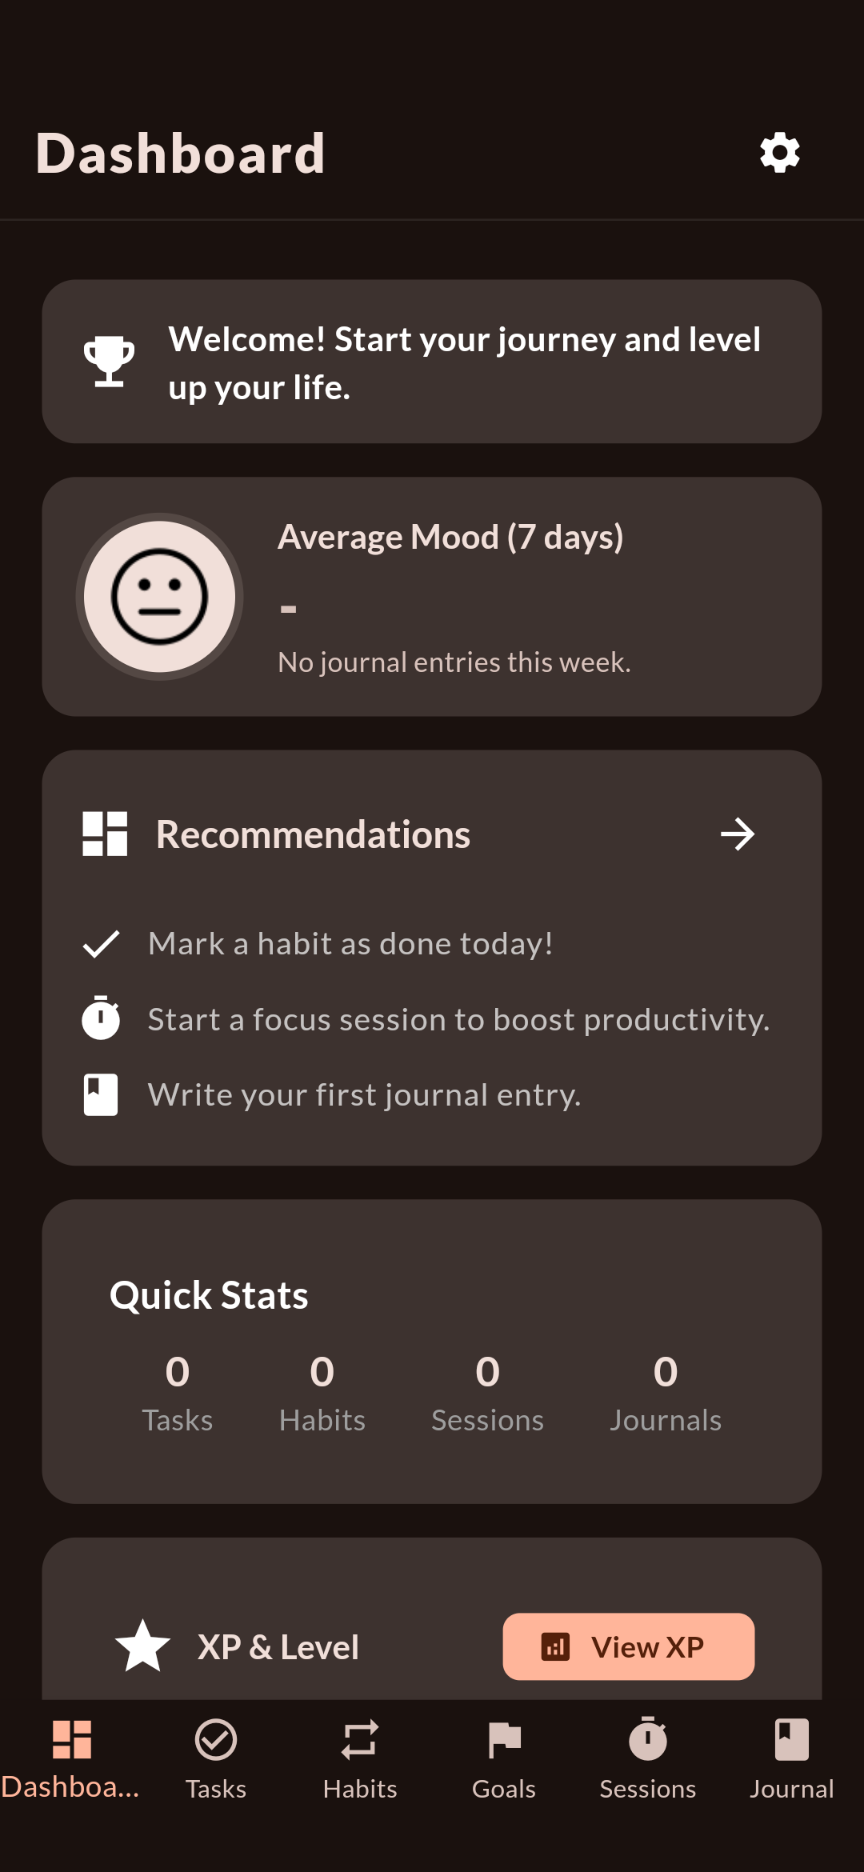 Dashboard
Welcome! Start your journey and level
up your life.
Average Mood (7 days)
-
No journal entries this week.
Recommendations
Mark a habit as done today!
Start a focus session to boost productivity.
Write your first journal entry.
Quick Stats
0 0 0 0
Tasks Habits Sessions Journals
XP & Level View XP
Dashboa... Tasks Habits Goals Sessions Journal